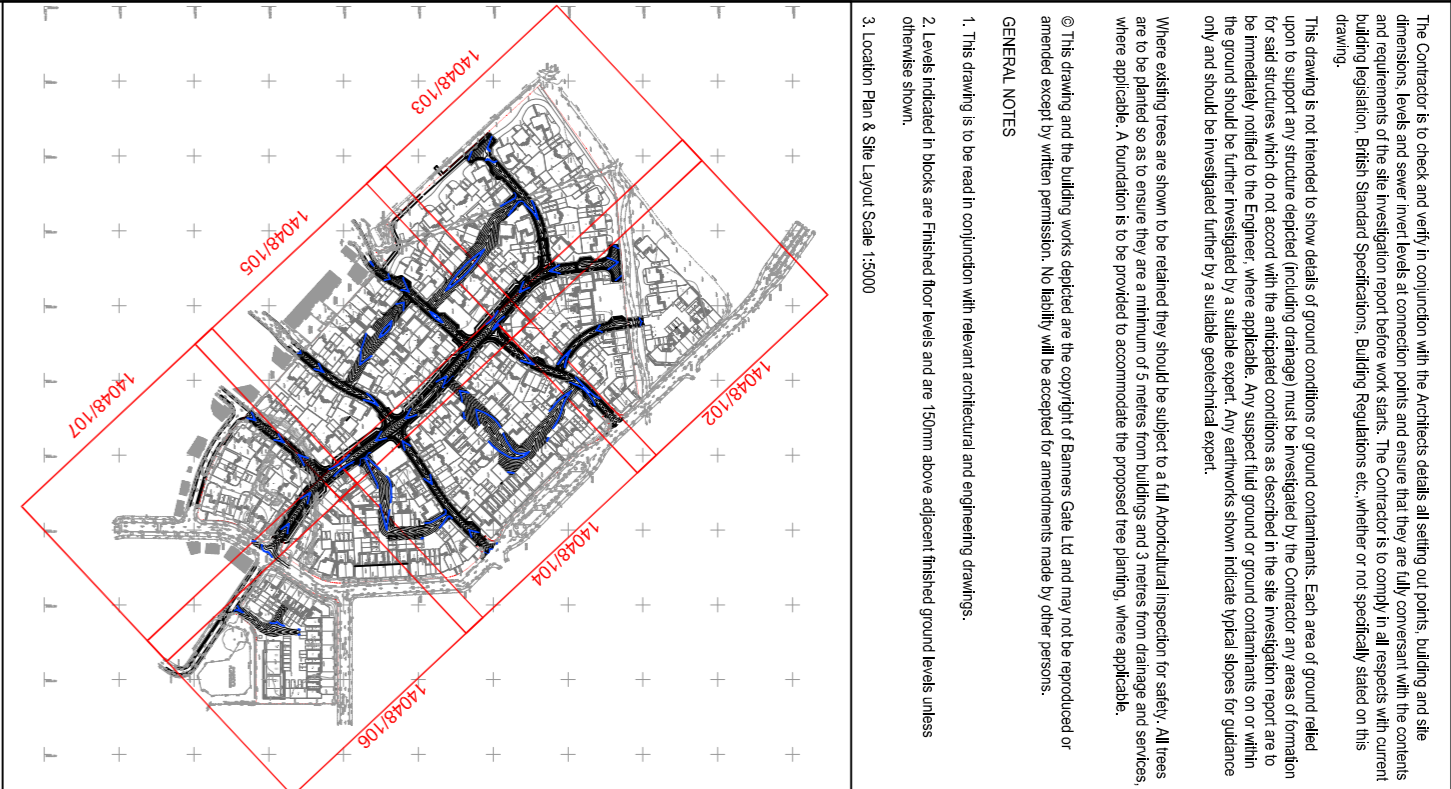 The Contractor is to check and verify in conjunction with the Architects details all setting out points, building and site
dimensions, levels and sewer invert levels at connection points and ensure that they are fully conversant with the contents
and requirements of the site investigation report before work starts. The Contractor is to comply in all respects with current
building legislation, British Standard Specifications, Building Regulations etc., whether or not specifically stated on this
drawing.
This drawing is not intended to show details of ground conditions or ground contaminants. Each area of ground relied
upon to support any structure depicted (including drainage) must be investigated by the Contractor any areas of formation
for said structures which do not accord with the anticipated conditions as described in the site investigation report are to
be immediately notified to the Engineer, where applicable. Any suspect fluid ground or ground contaminants on or within
the ground should be further investigated by a suitable expert. Any earthworks shown indicate typical slopes for guidance
only and should be investigated further by a suitable geotechnical expert.
Where existing trees are shown to be retained they should be subject to a full Arboricultural inspection for safety. All trees
are to be planted so as to ensure they are a minimum of 5 metres from buildings and 3 metres from drainage and services,
where applicable. A foundation is to be provided to accommodate the proposed tree planting, where applicable.
© This drawing and the building works depicted are the copyright of Banners Gate Ltd and may not be reproduced or
amended except by written permission. No liability will be accepted for amendments made by other persons.
GENERAL NOTES
1. This drawing is to be read in conjunction with relevant architectural and engineering drawings.
2. Levels indicated in blocks are Finished floor levels and are 150mm above adjacent finished ground levels unless
otherwise shown.
3. Location Plan & Site Layout Scale 1:5000
14048/103
14048/105
14048/107
14048/102
14048/104
14048/106